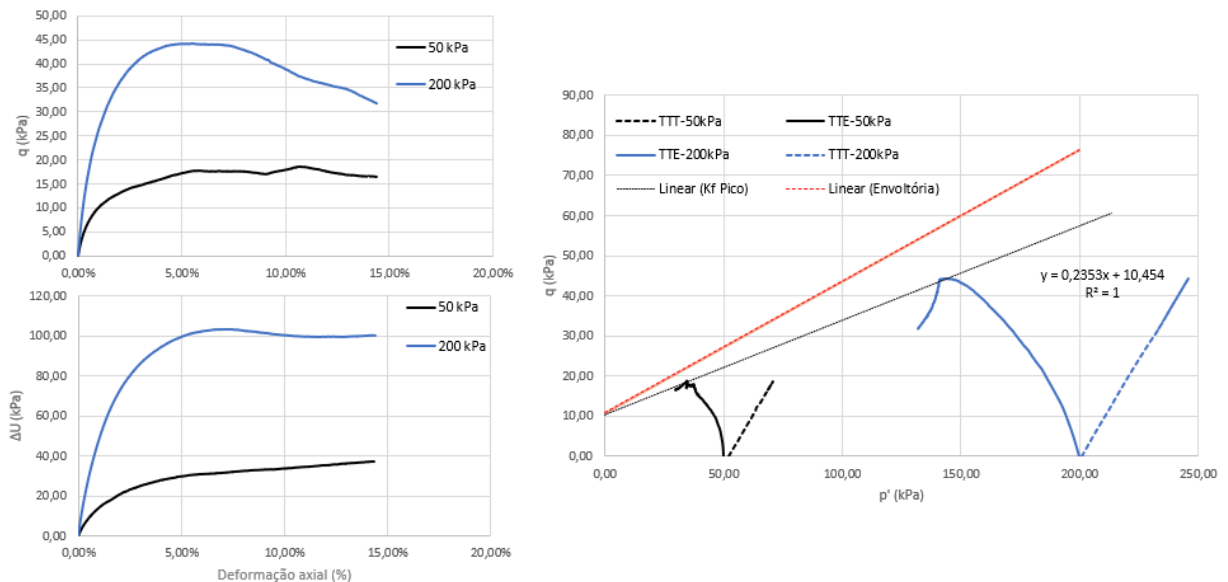 50,00
45,00
40,00
35,00
30,00
25,00
20,00
15,00
10,00
5,00
0,00
q (kPa)
50 kPa
200 kPa
0,00% 5,00% 10,00% 15,00% 20,00%
120,00
100,00
80,00
60,00
40,00
20,00
0,00
ΔU (kPa)
50 kPa
200 kPa
0,00% 5,00% 10,00% 15,00% 20,00%
Deformação axial (%)
90,00
80,00
70,00
60,00
50,00
40,00
30,00
20,00
10,00
0,00
q (kPa)
TTT-50kPa TTE-50kPa
TTE-200kPa TTT-200kPa
Linear (Kf Pico) Linear (Envoltória)
y = 0,2353x + 10,454
R² = 1
0,00 50,00 100,00 150,00 200,00 250,00
p' (kPa)